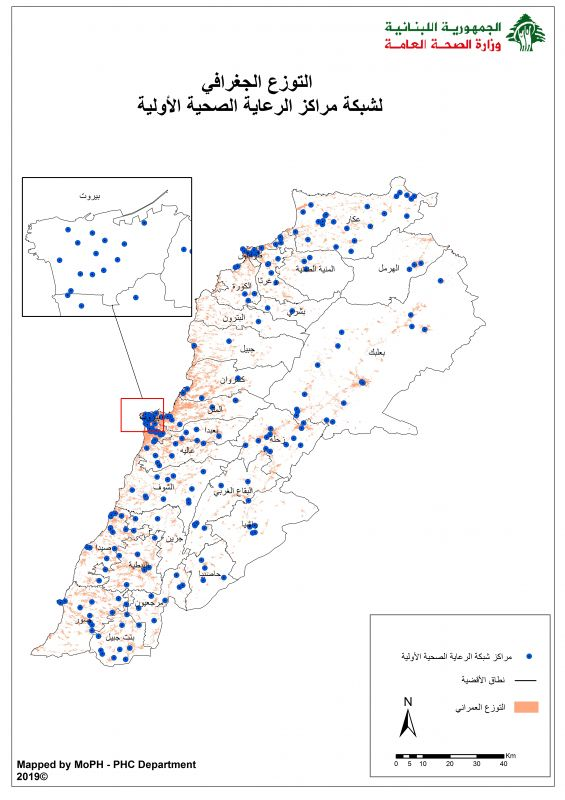 الجمهورية اللبنانية
وزارة الصحة العامة
التوزع الجغرافي
لشبكة مراكز الرعاية الصحية الأولية
بيروت
عكار
المنية الضنية
الهرمل
الكورة
بشري
البترون
جبيل
بعلبك
كسروان
المتن
بعبدا
زحلة
عاليه
الشوف
البقاع الغربي
جزين
صيدا
النبطية
حاصبيا
مرجعيون
صور
بنت جبيل
مراكز شبكة الرعاية الصحية الأولية
نطاق الأقضية
التوزع العمراني
N
Km
0 5 10 20 30 40
Mapped by MoPH - PHC Department
2019©